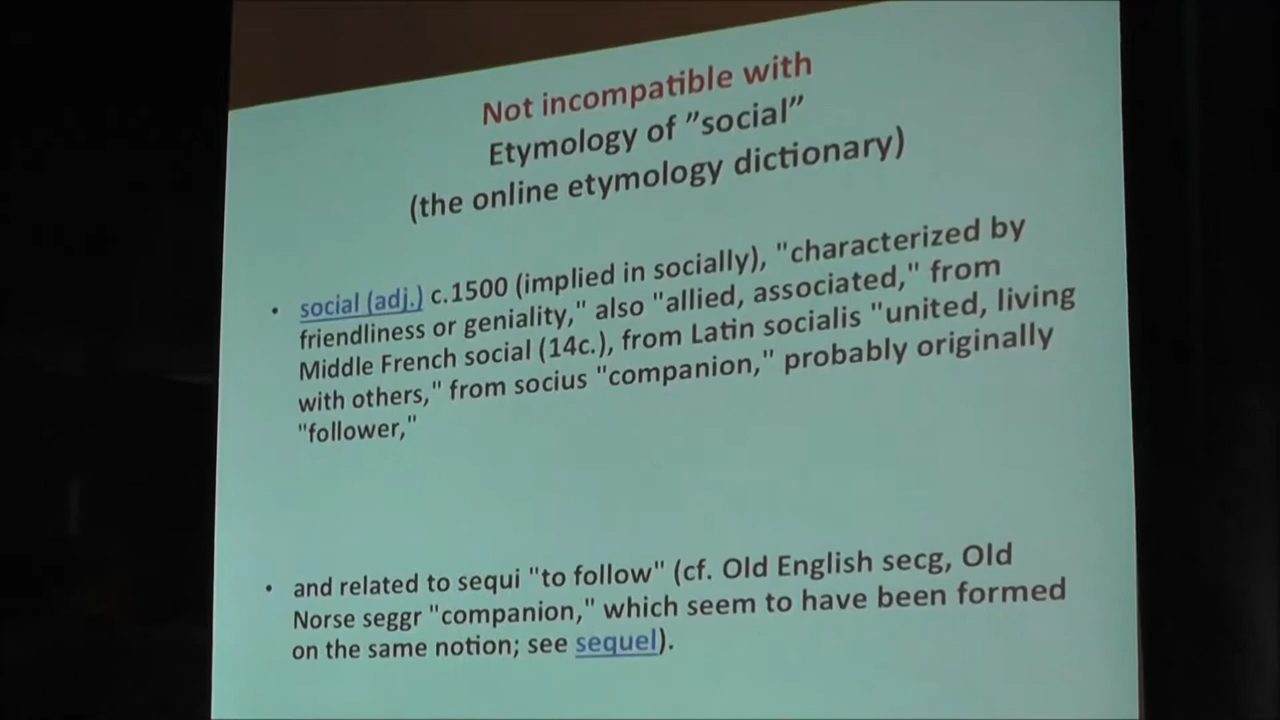 Not incompatible with
Etymology of ”social”
(the online etymology dictionary)
• social (adj.) c.1500 (implied in socially), "characterized by
friendliness or geniality," also "allied, associated," from
Middle French social (14c.), from Latin socialis "united, living
with others," from socius "companion," probably originally
"follower,"
• and related to sequi "to follow" (cf. Old English secg, Old
Norse seggr "companion," which seem to have been formed
on the same notion; see sequel).